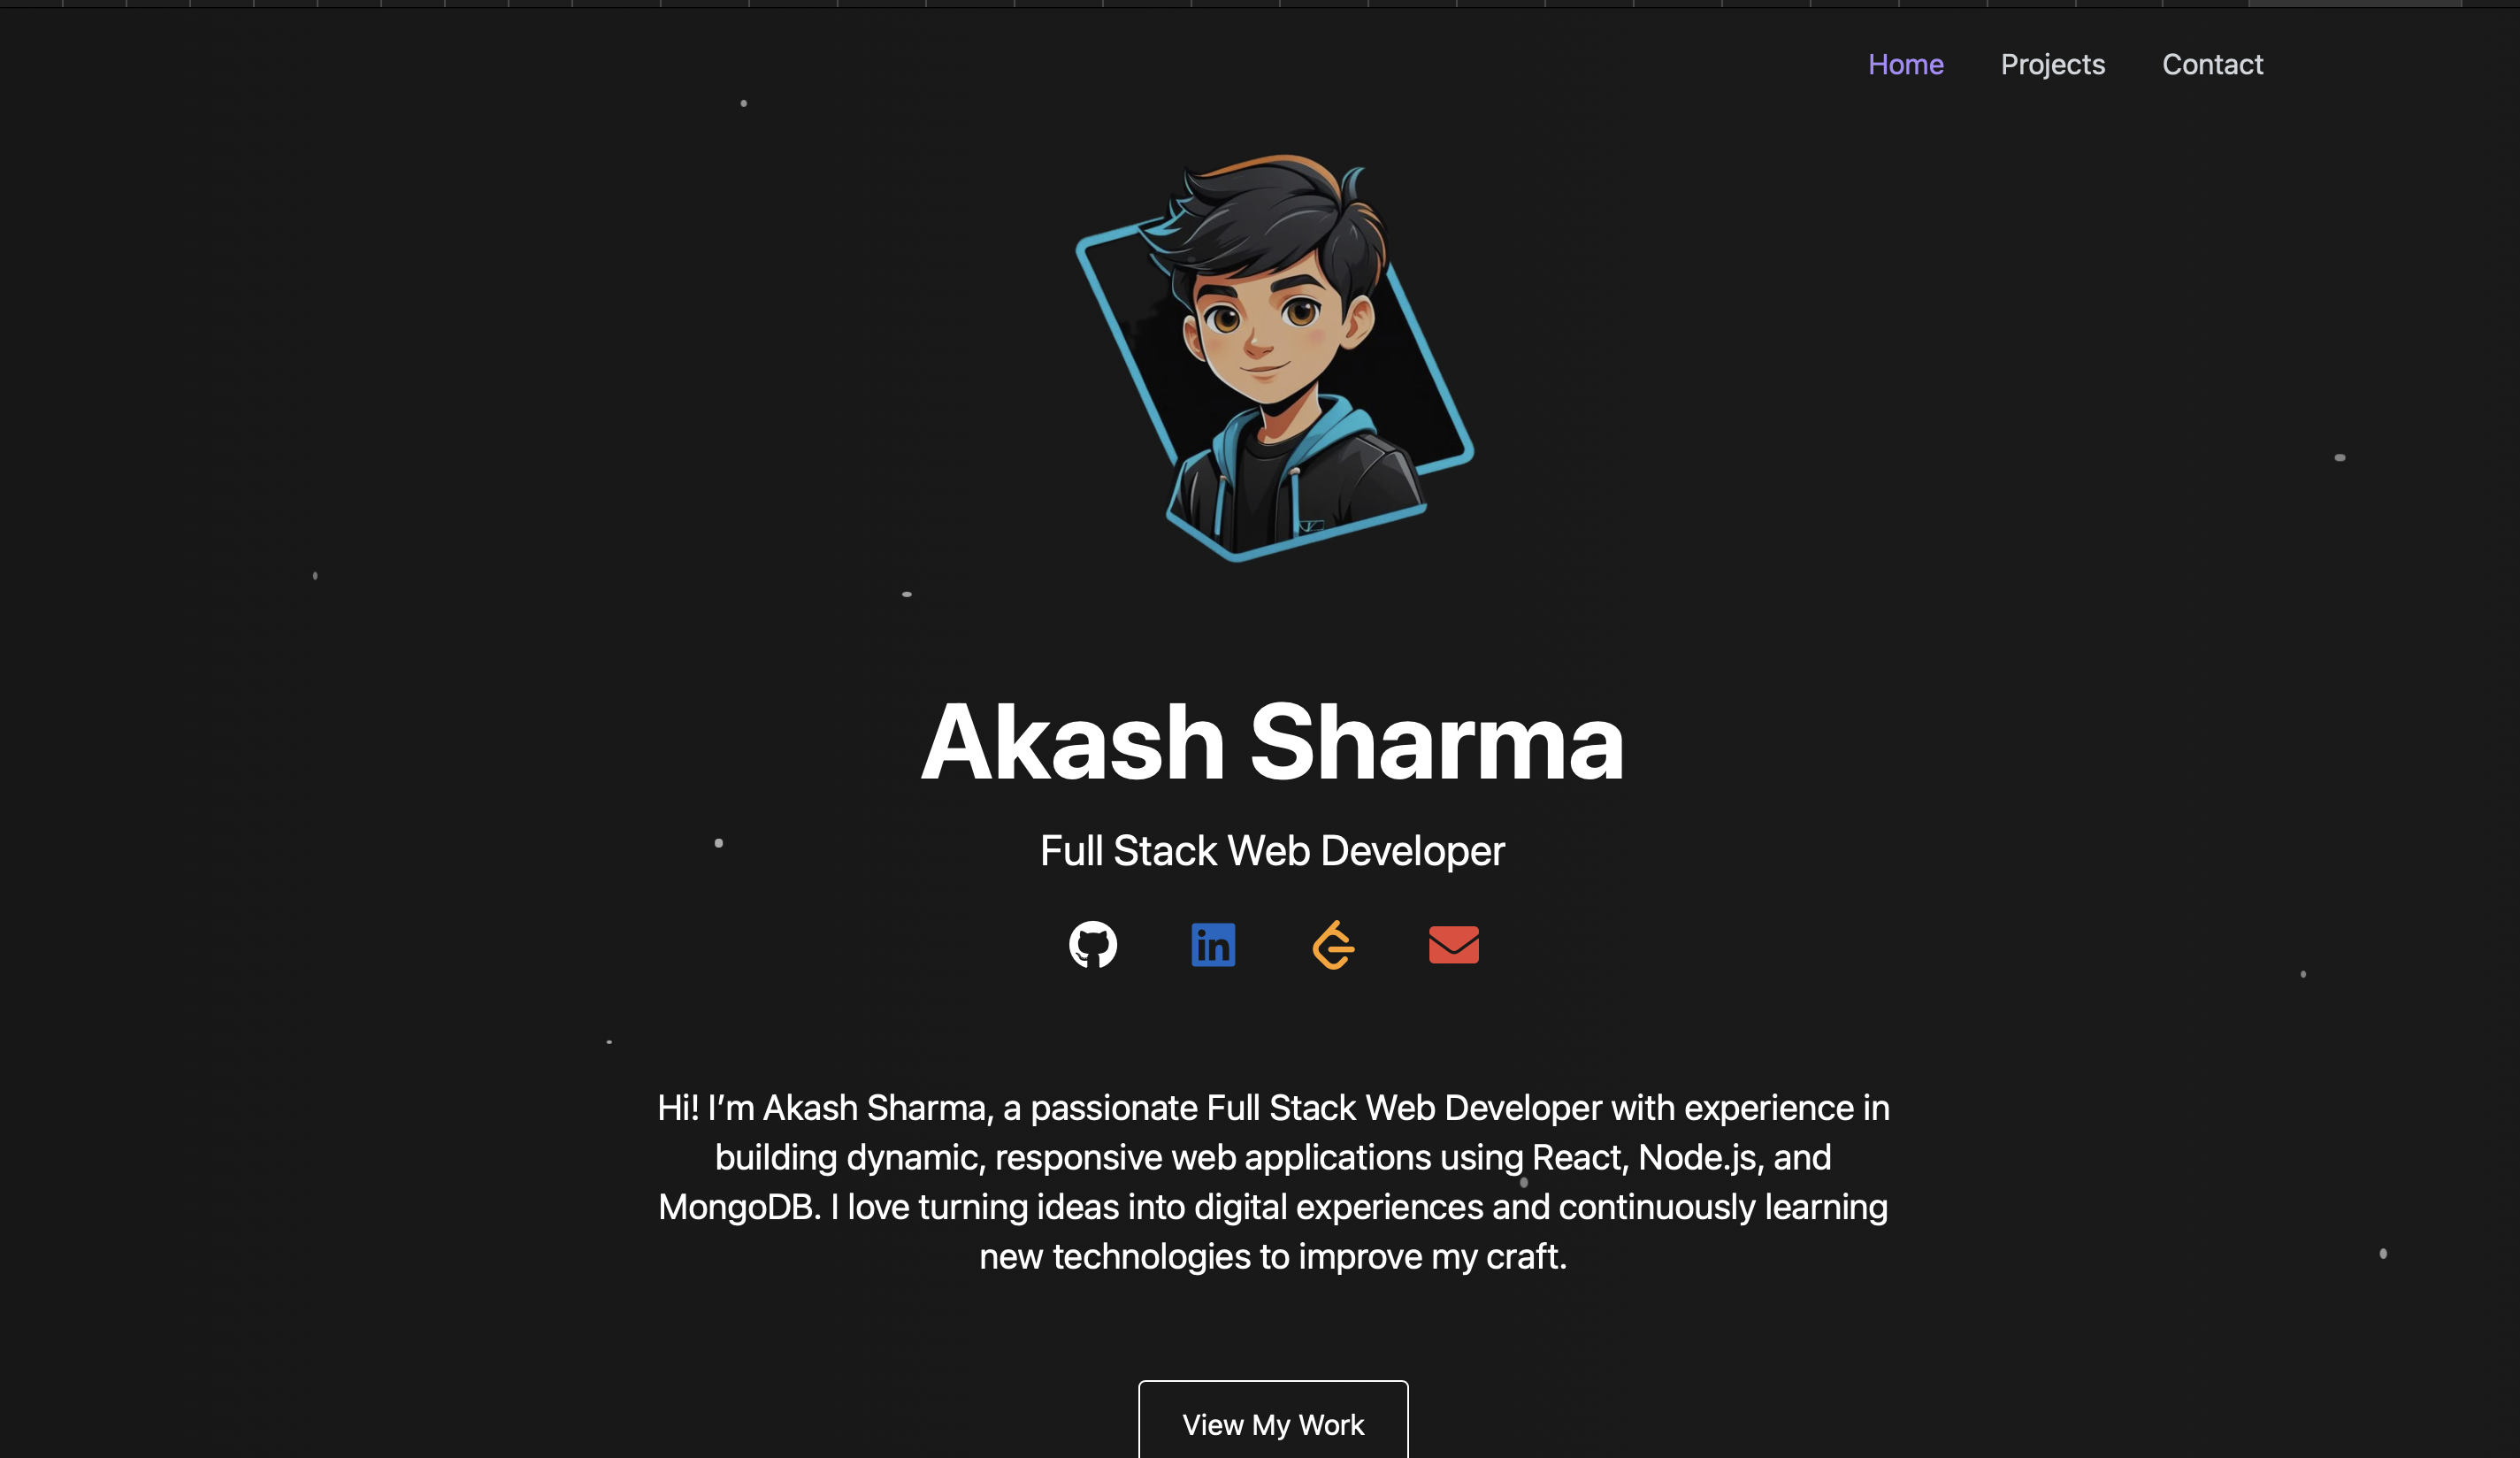 Home Projects Contact
Akash Sharma
Full Stack Web Developer
in
Hi! I’m Akash Sharma, a passionate Full Stack Web Developer with experience in
building dynamic, responsive web applications using React, Node.js, and
MongoDB. I love turning ideas into digital experiences and continuously learning
new technologies to improve my craft.
View My Work